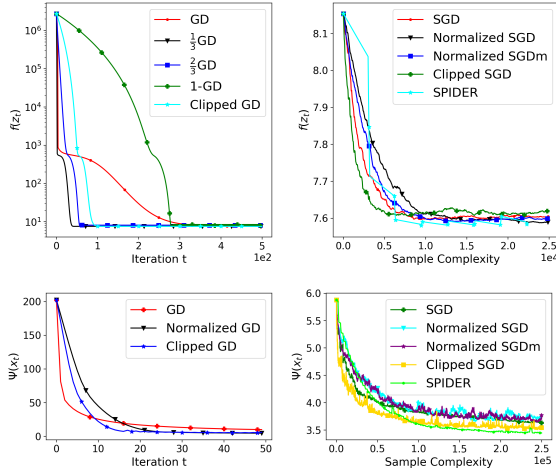 GD
1/3GD
2/3GD
1-GD
Clipped GD
f(z_t)
10^6
10^5
10^4
10^3
10^2
10^1
0 1 2 3 4 5
Iteration t
1e2
SGD
Normalized SGD
Normalized SGDm
Clipped SGD
SPIDER
f(z_t)
8.1
8.0
7.9
7.8
7.7
7.6
0.0 0.5 1.0 1.5 2.0 2.5
Sample Complexity
1e4
GD
Normalized GD
Clipped GD
Ψ(x_t)
200
150
100
50
0
0 10 20 30 40 50
Iteration t
SGD
Normalized SGD
Normalized SGDm
Clipped SGD
SPIDER
Ψ(x_t)
6.0
5.5
5.0
4.5
4.0
3.5
0.0 0.5 1.0 1.5 2.0 2.5
Sample Complexity
1e5